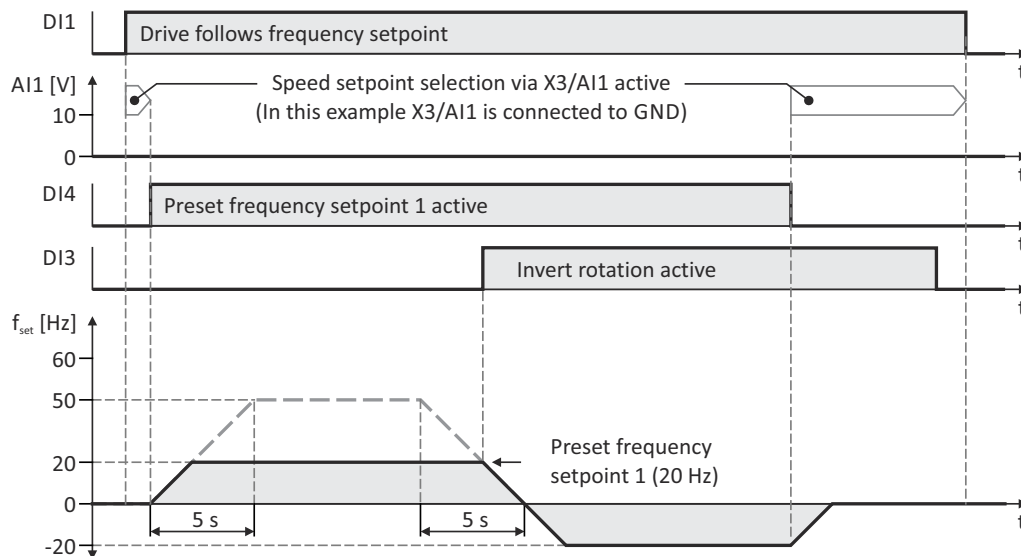 DI1
Drive follows frequency setpoint
t
AI1 [V]
Speed setpoint selection via X3/AI1 active
(In this example X3/AI1 is connected to GND)
10
0
t
DI4
Preset frequency setpoint 1 active
t
DI3
Invert rotation active
t
fset [Hz]
60
50
20
Preset frequency
setpoint 1 (20 Hz)
0
t
5 s
5 s
-20